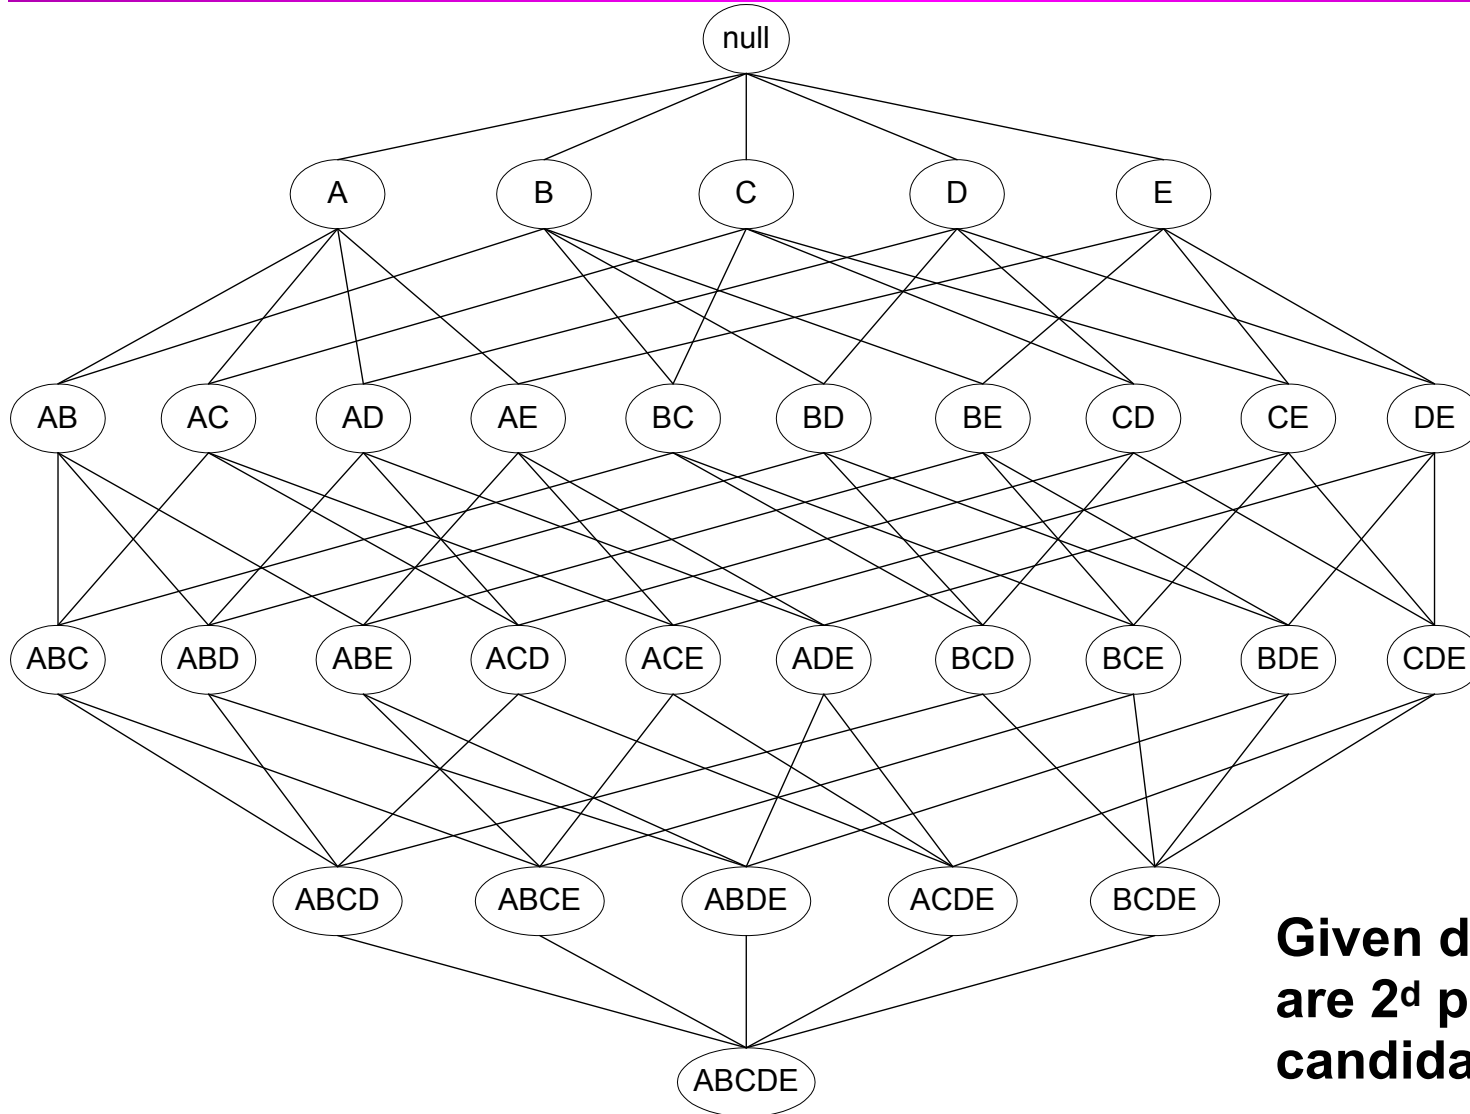 null
A B C D E
AB AC AD AE BC BD BE CD CE DE
ABC ABD ABE ACD ACE ADE BCD BCE BDE CDE
ABCD ABCE ABDE ACDE BCDE
Given d
are 2ᵈ p
candida
ABCDE